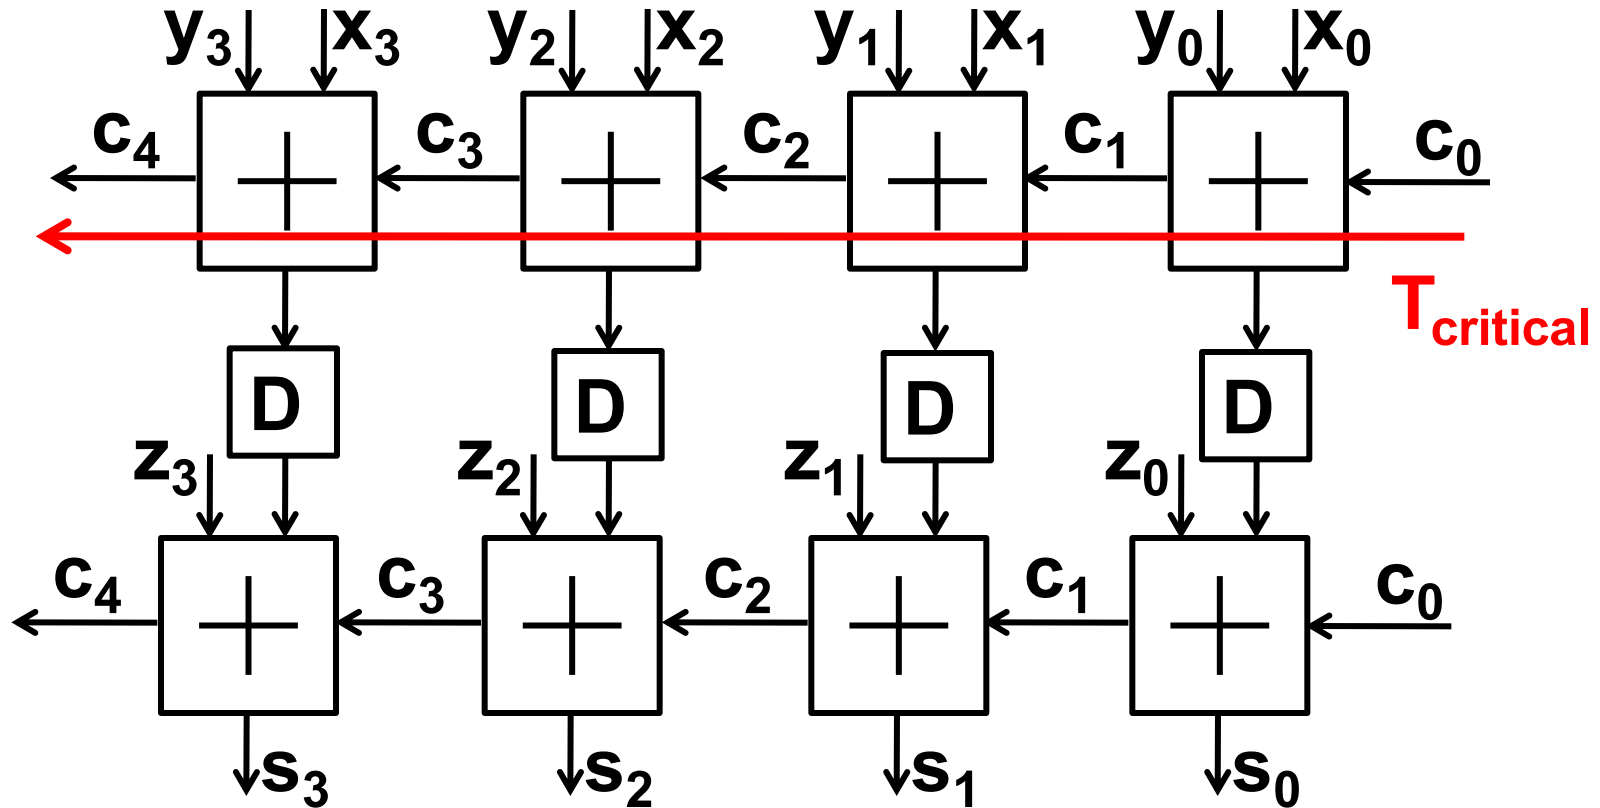 y3 x3 y2 x2 y1 x1 y0 x0
c4 c3 c2 c1 c0
+ + + +
Tcritical
D D D D
z3 z2 z1 z0
c4 c3 c2 c1 c0
+ + + +
s3 s2 s1 s0